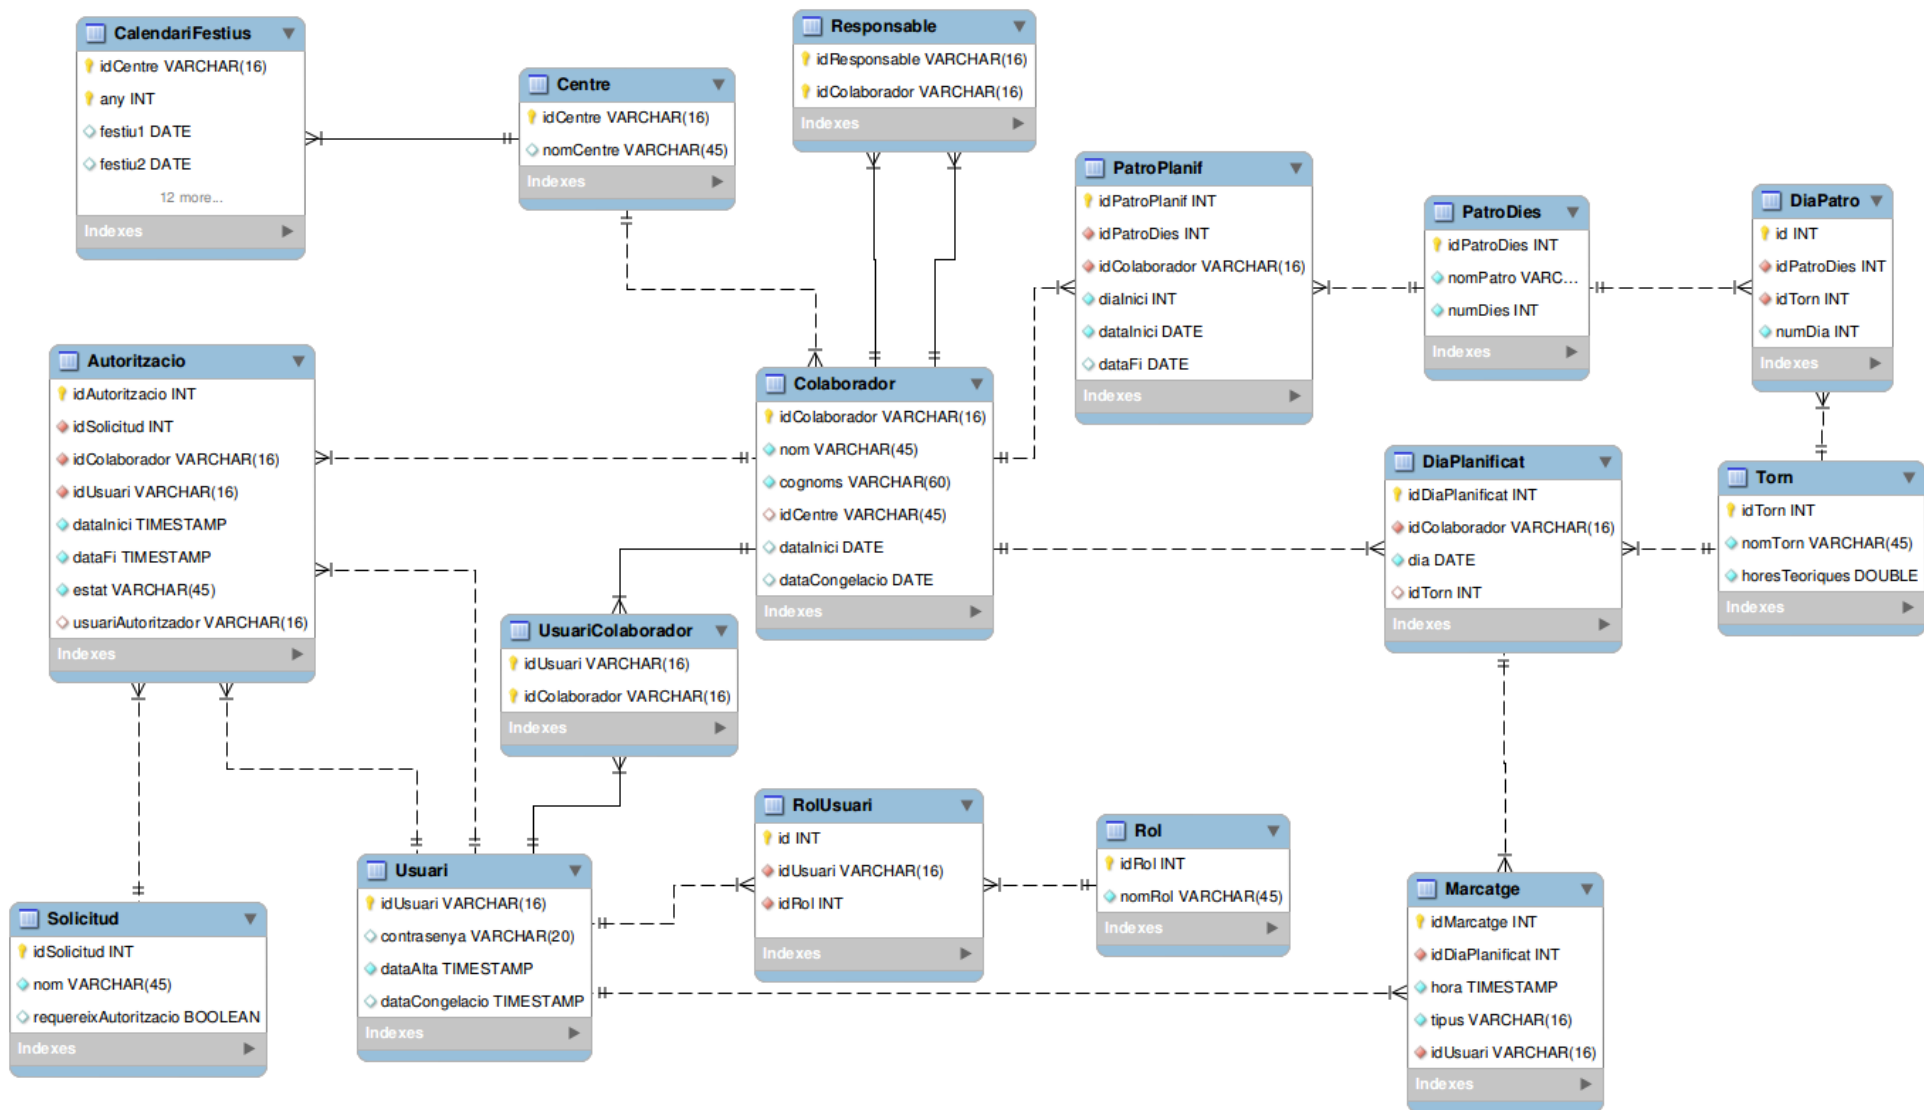 CalendariFestius
idCentre VARCHAR(16)
any INT
festiu1 DATE
festiu2 DATE
12 more...
Indexes
Centre
idCentre VARCHAR(16)
nomCentre VARCHAR(45)
Indexes
Responsable
idResponsable VARCHAR(16)
idColaborador VARCHAR(16)
Indexes
PatroPlanif
idPatroPlanif INT
idPatroDies INT
idColaborador VARCHAR(16)
diaInici INT
dataInici DATE
dataFi DATE
Indexes
PatroDies
idPatroDies INT
nomPatro VARC...
numDies INT
Indexes
DiaPatro
id INT
idPatroDies INT
idTorn INT
numDia INT
Indexes
Autoritzacio
idAutoritzacio INT
idSolicitud INT
idColaborador VARCHAR(16)
idUsuari VARCHAR(16)
dataInici TIMESTAMP
dataFi TIMESTAMP
estat VARCHAR(45)
usuariAutoritzador VARCHAR(16)
Indexes
Colaborador
idColaborador VARCHAR(16)
nom VARCHAR(45)
cognoms VARCHAR(60)
idCentre VARCHAR(45)
dataInici DATE
dataCongelacio DATE
Indexes
DiaPlanificat
idDiaPlanificat INT
idColaborador VARCHAR(16)
dia DATE
idTorn INT
Indexes
Torn
idTorn INT
nomTorn VARCHAR(45)
horesTeoriques DOUBLE
Indexes
UsuariColaborador
idUsuari VARCHAR(16)
idColaborador VARCHAR(16)
Indexes
Solicitud
idSolicitud INT
nom VARCHAR(45)
requereixAutoritzacio BOOLEAN
Indexes
Usuari
idUsuari VARCHAR(16)
contrasenya VARCHAR(20)
dataAlta TIMESTAMP
dataCongelacio TIMESTAMP
Indexes
RolUsuari
id INT
idUsuari VARCHAR(16)
idRol INT
Indexes
Rol
idRol INT
nomRol VARCHAR(45)
Indexes
Marcatge
idMarcatge INT
idDiaPlanificat INT
hora TIMESTAMP
tipus VARCHAR(16)
idUsuari VARCHAR(16)
Indexes